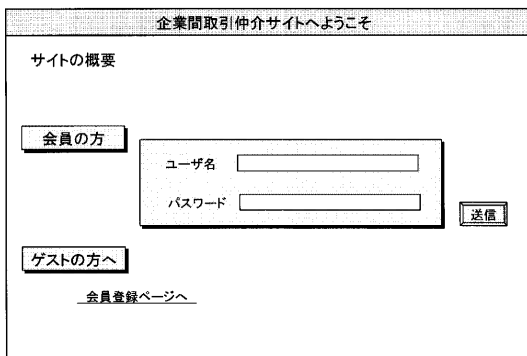 企業間取引仲介サイトへようこそ
サイトの概要
会員の方
ユーザ名
パスワード
送信
ゲストの方へ
会員登録ページへ